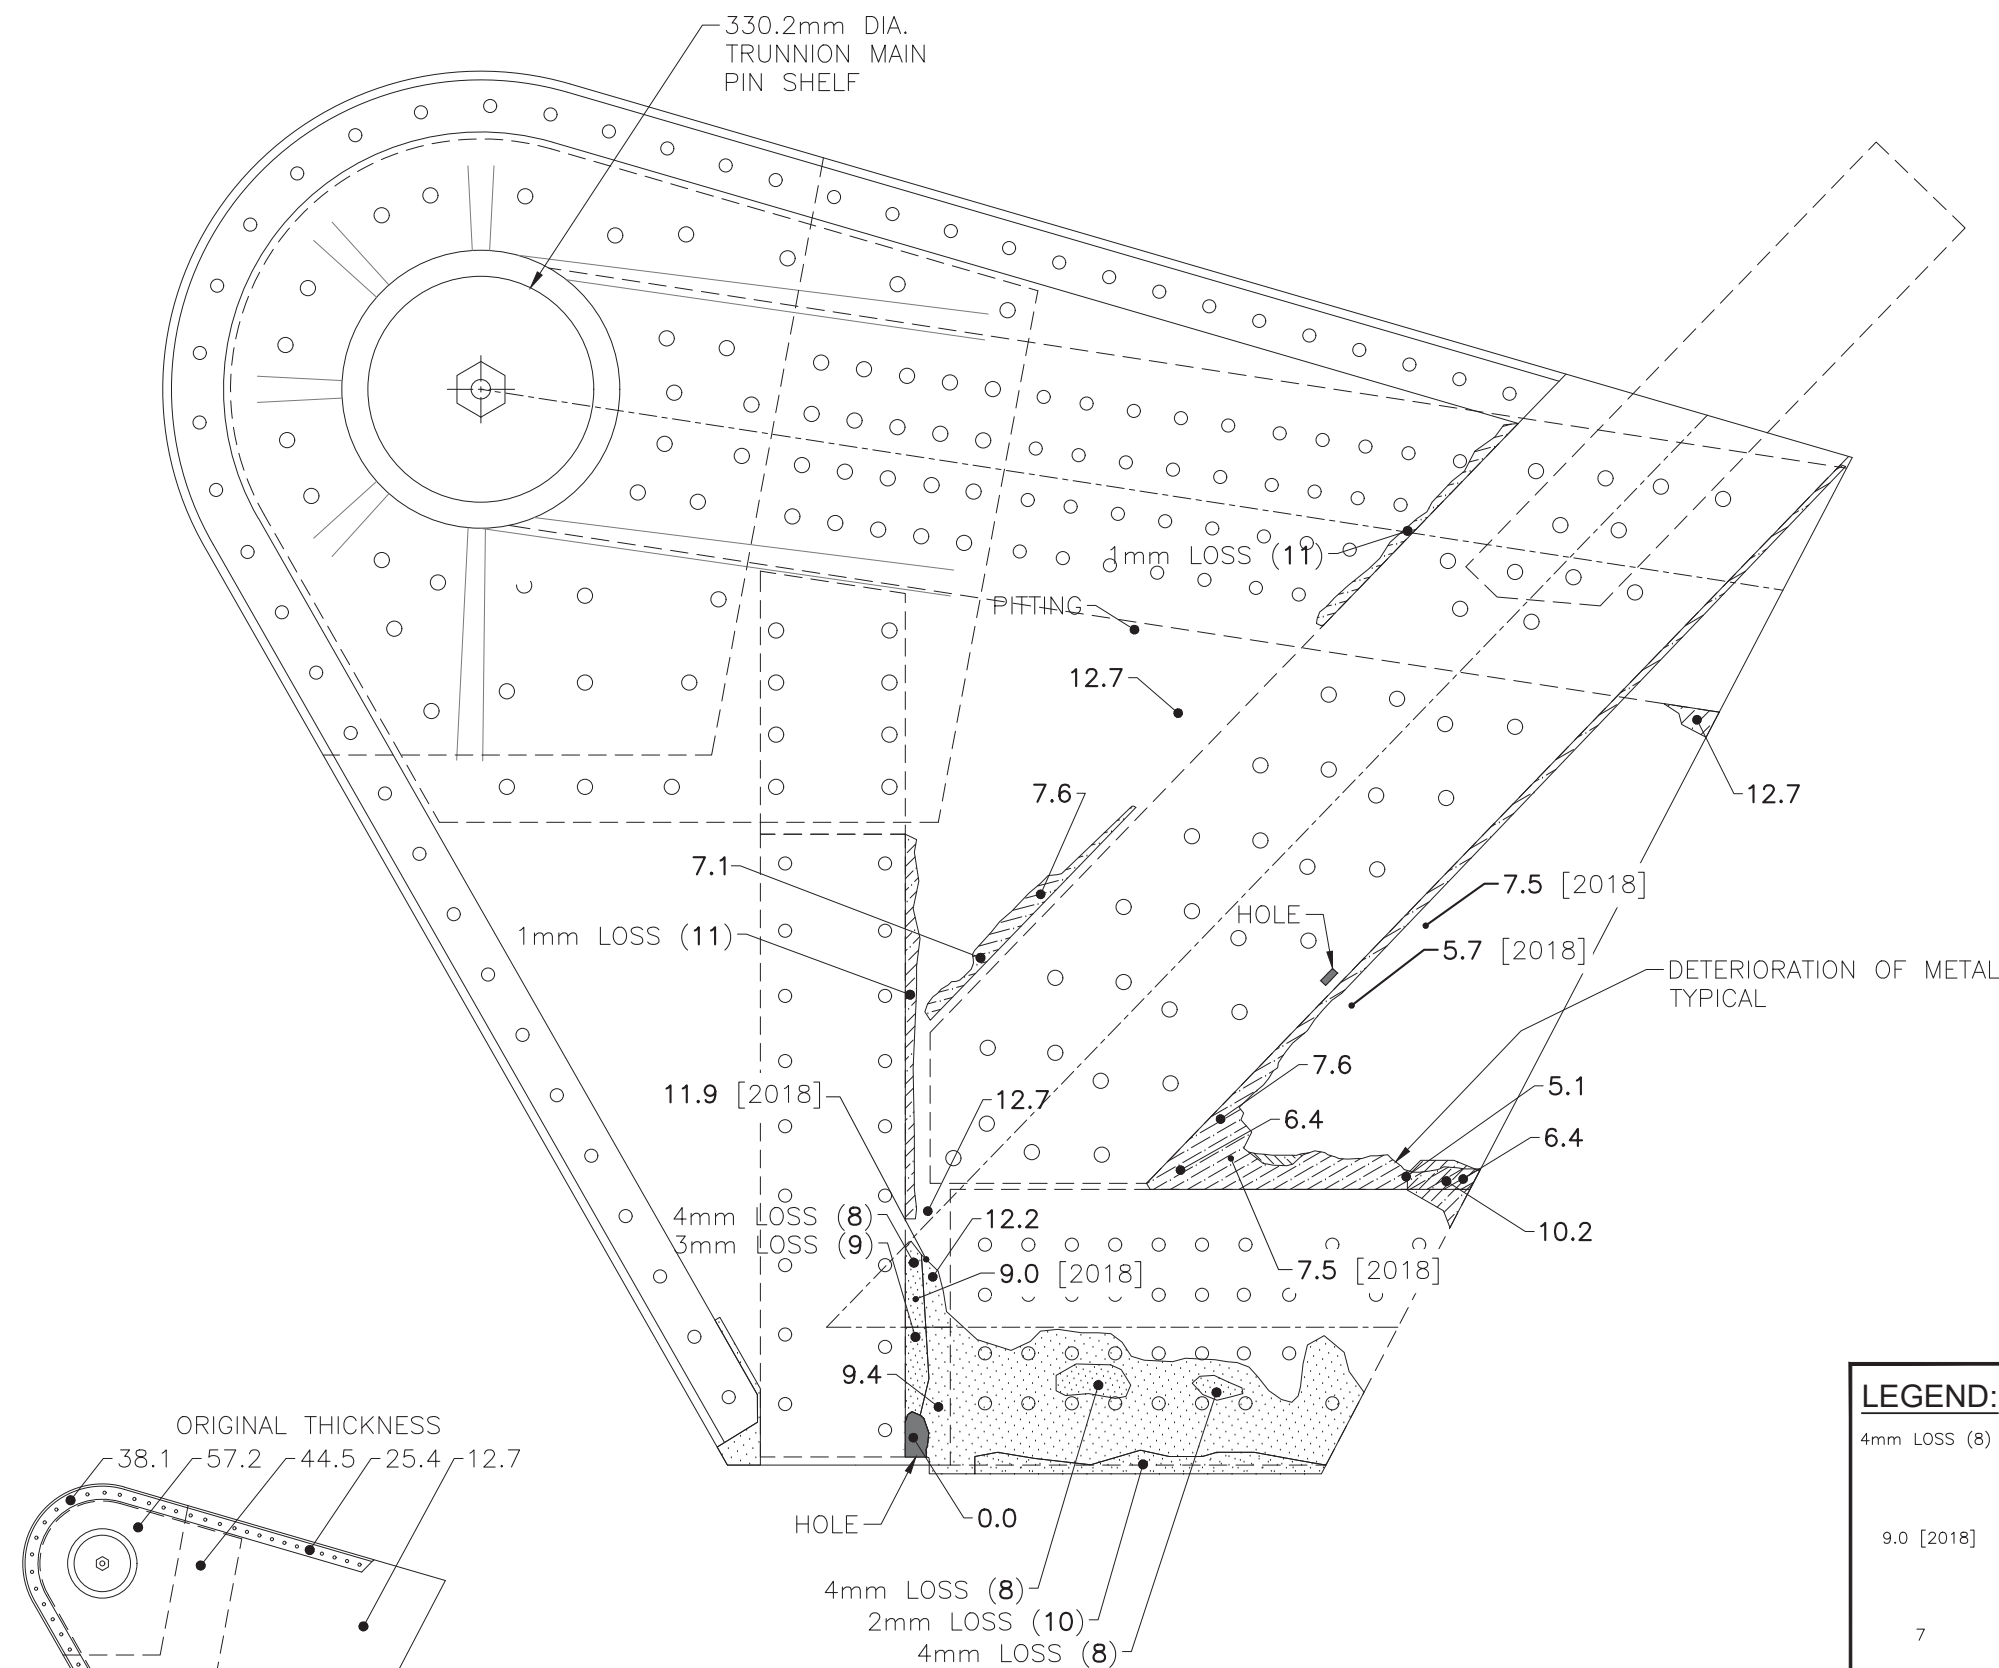 330.2mm DIA.
TRUNNION MAIN
PIN SHELF
1mm LOSS (11)
PITTING
12.7
12.7
7.6
7.1
7.5 [2018]
HOLE
1mm LOSS (11)
5.7 [2018]
DETERIORATION OF METAL
TYPICAL
7.6
11.9 [2018]
12.7
5.1
6.4
6.4
4mm LOSS (8)
12.2
3mm LOSS (9)
10.2
9.0 [2018]
7.5 [2018]
9.4
HOLE
0.0
4mm LOSS (8)
2mm LOSS (10)
4mm LOSS (8)
ORIGINAL THICKNESS
38.1 57.2 44.5 25.4 12.7
LEGEND:
4mm LOSS (8)
9.0 [2018]
7